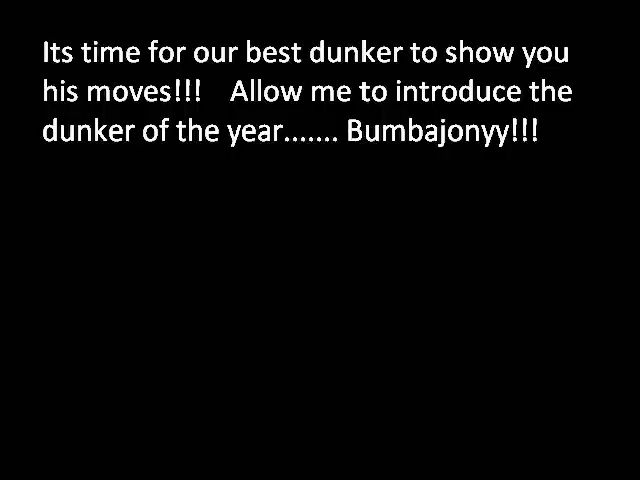 Its time for our best dunker to show you
his moves!!!    Allow me to introduce the
dunker of the year....... Bumbajonyy!!!